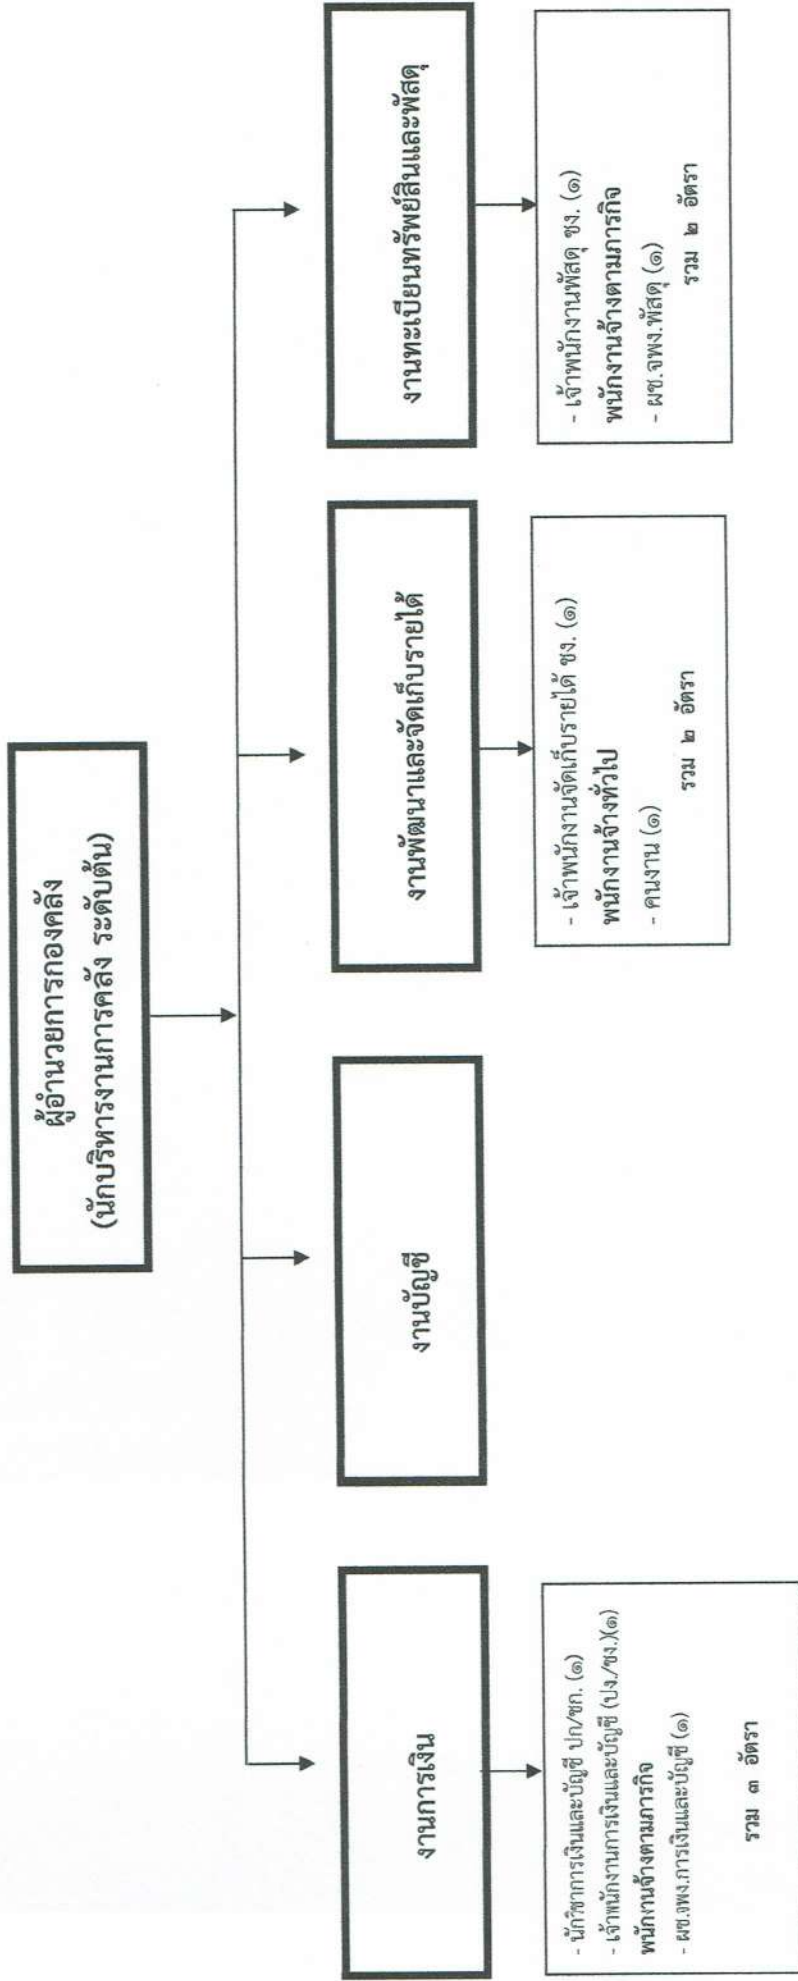 ผู้อำนวยการกองคลัง
(นักบริหารงานการคลัง ระดับต้น)
งานการเงิน
- นักวิชาการเงินและบัญชี ปก/ชก. (๑)
- เจ้าพนักงานการเงินและบัญชี (ปง./ชง.)(๑)
พนักงานจ้างตามภารกิจ
- ผช.จพง.การเงินและบัญชี (๑)
รวม ๓ อัตรา
งานบัญชี
งานพัฒนาและจัดเก็บรายได้
- เจ้าพนักงานจัดเก็บรายได้ ชง. (๑)
พนักงานจ้างทั่วไป
- คนงาน (๑)
รวม ๒ อัตรา
งานทะเบียนทรัพย์สินและพัสดุ
- เจ้าพนักงานพัสดุ ชง. (๑)
พนักงานจ้างตามภารกิจ
- ผช.จพง.พัสดุ (๑)
รวม ๒ อัตรา